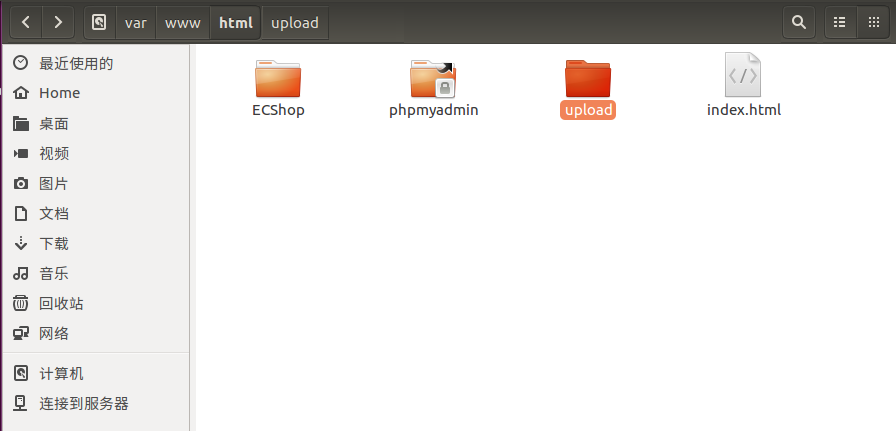 var www html upload
最近使用的
Home
桌面
视频
图片
文档
下载
音乐
回收站
网络
计算机
连接到服务器
ECShop phpmyadmin upload index.html